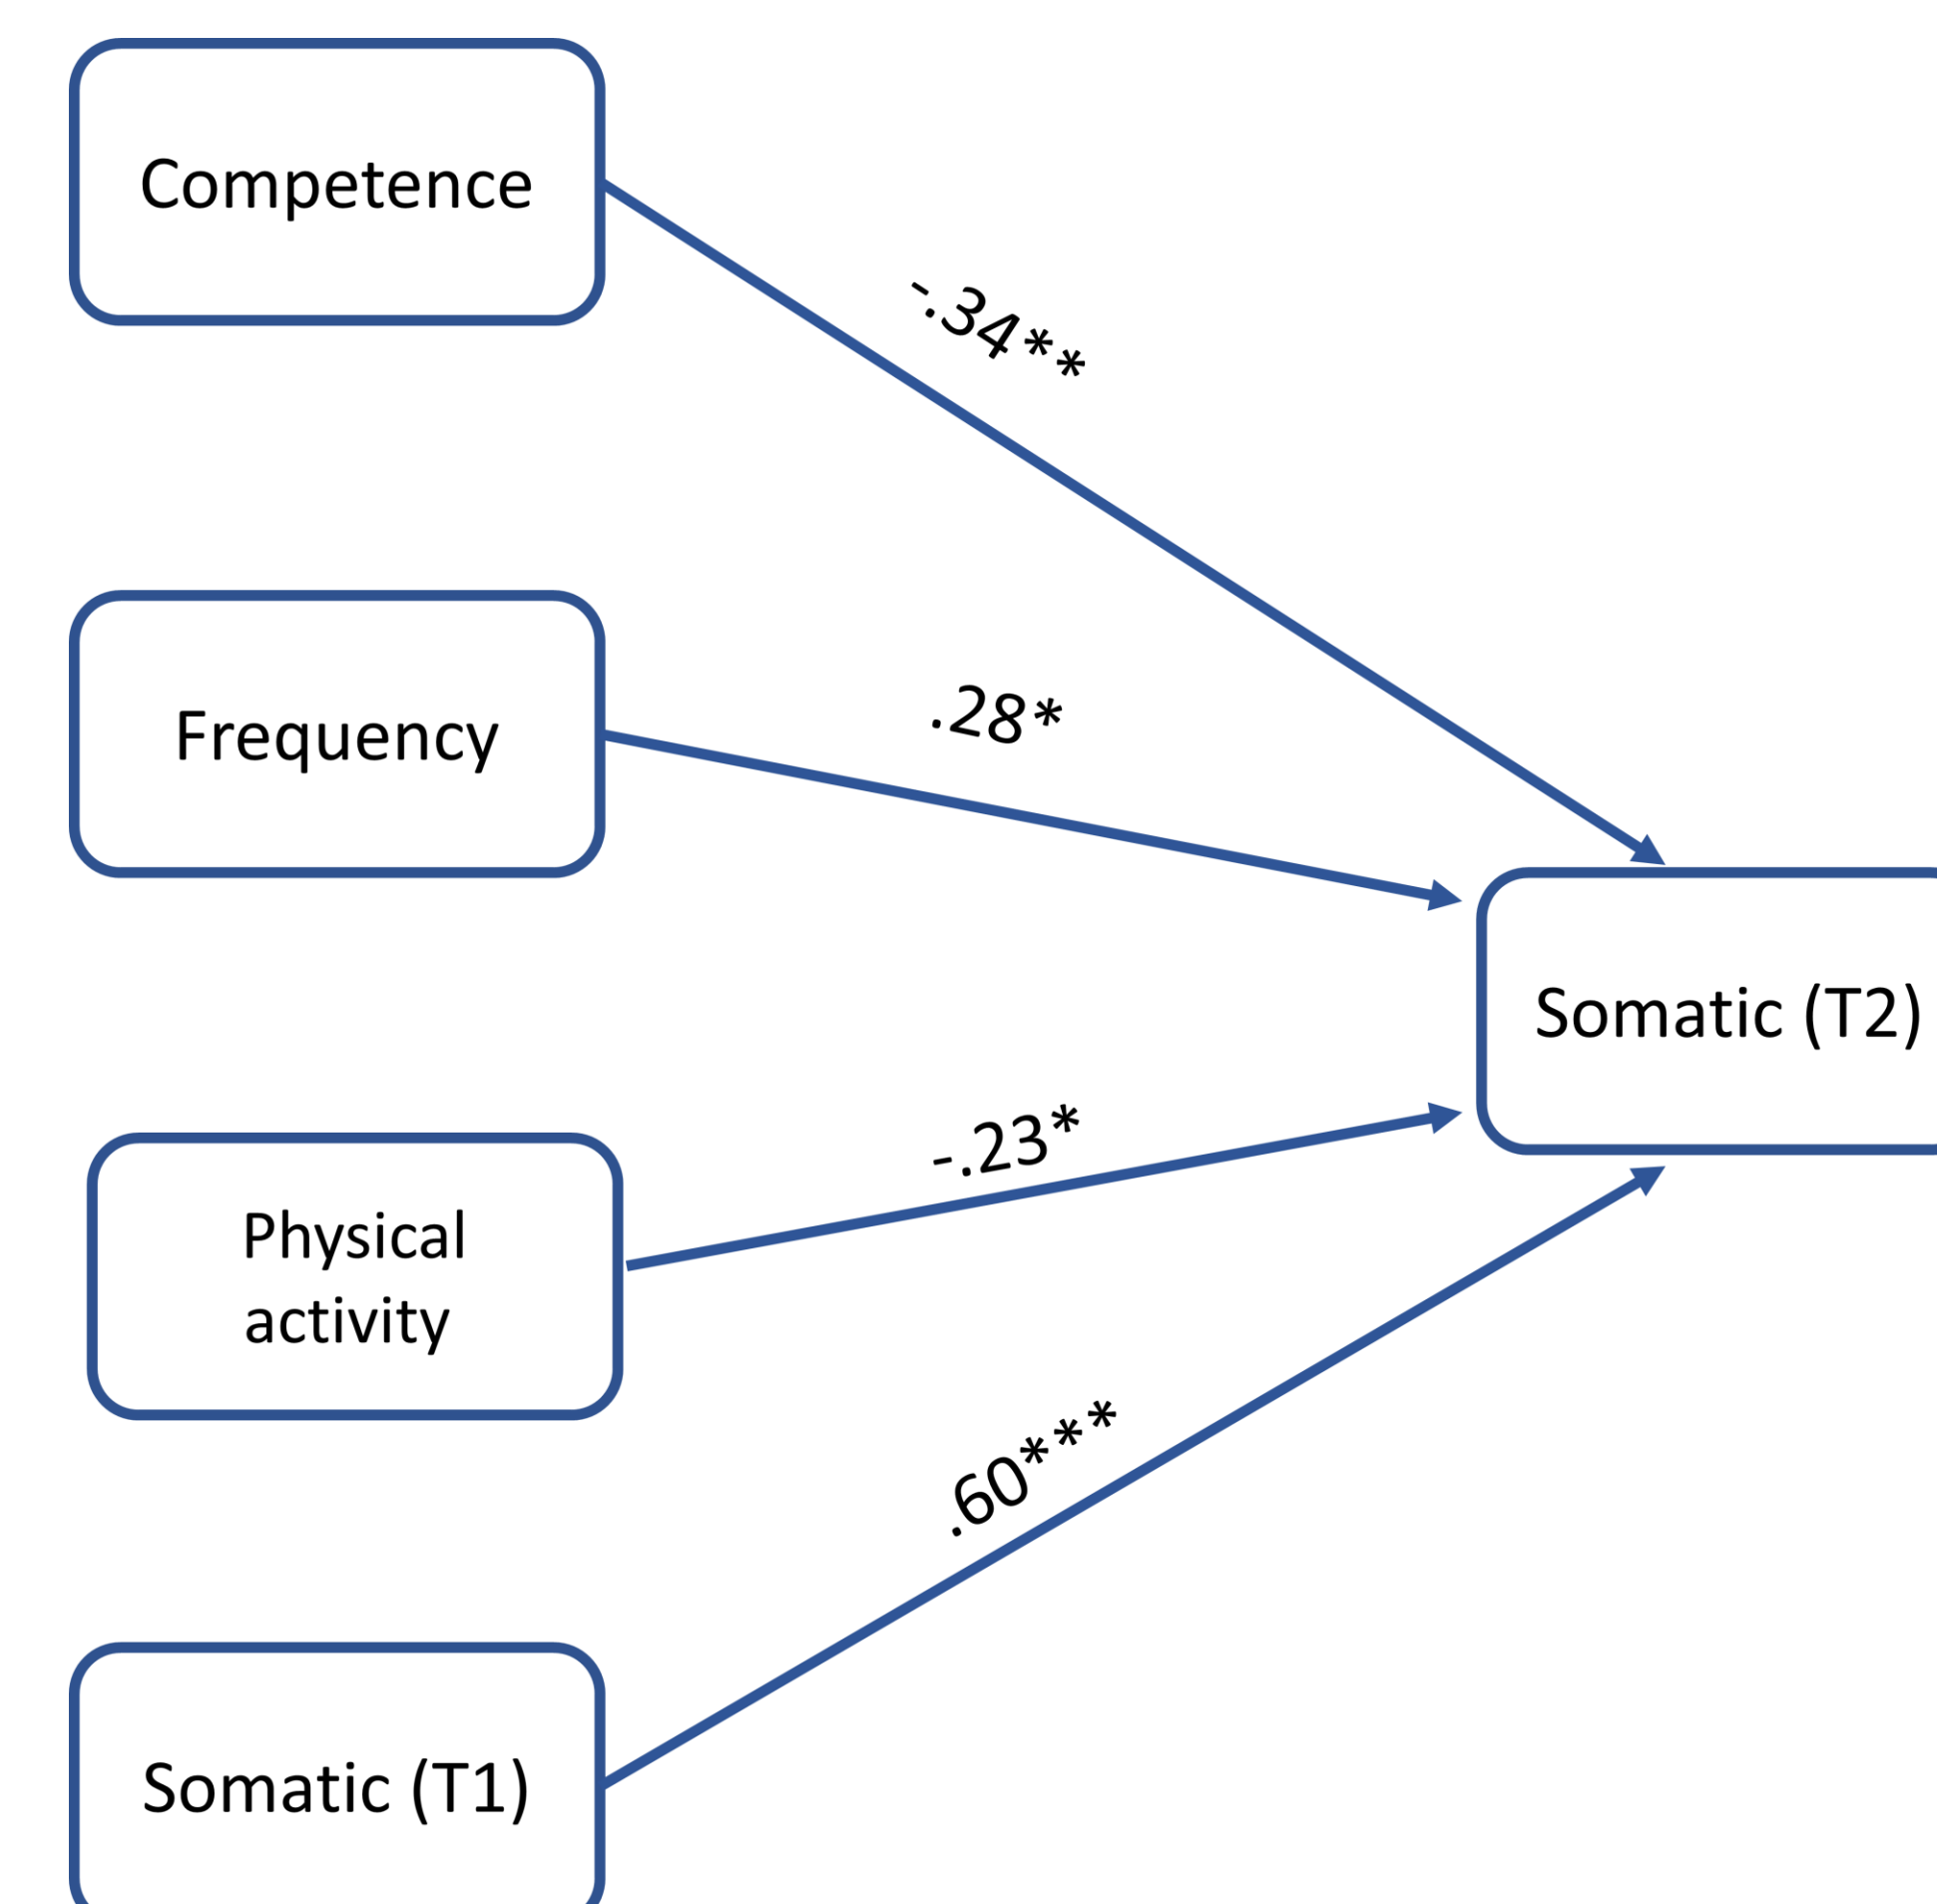 Competence
-.34**
Frequency
.28*
Somatic (T2)
-.23*
Physical
activity
.60***
Somatic (T1)